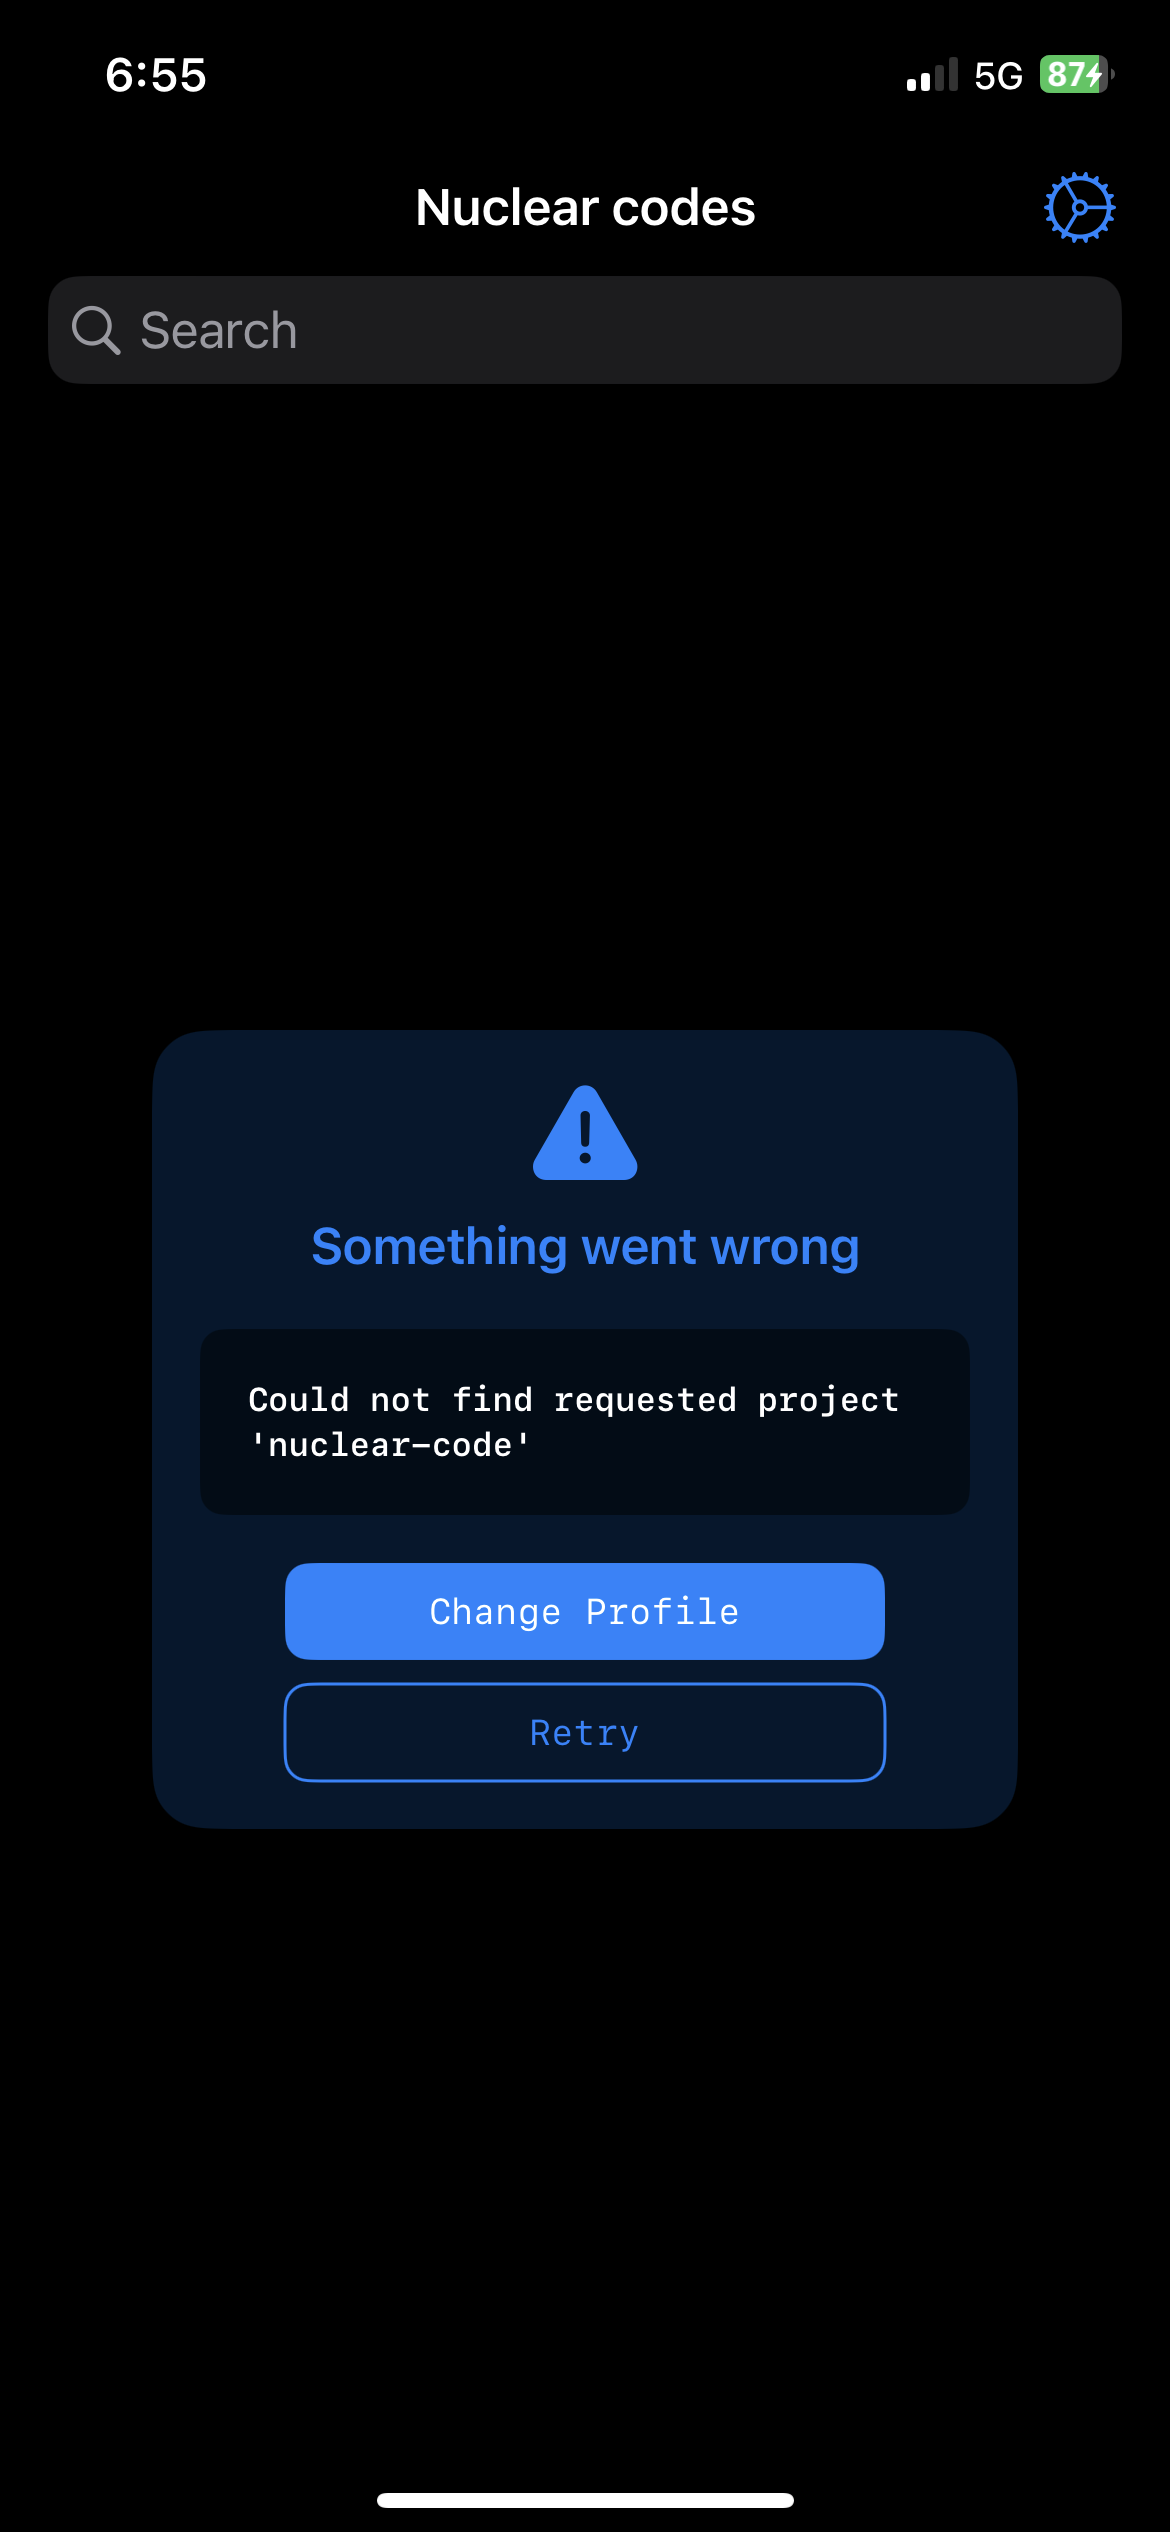 6:55
5G
87
Nuclear codes
Search
Something went wrong
Could not find requested project
'nuclear-code'
Change Profile
Retry